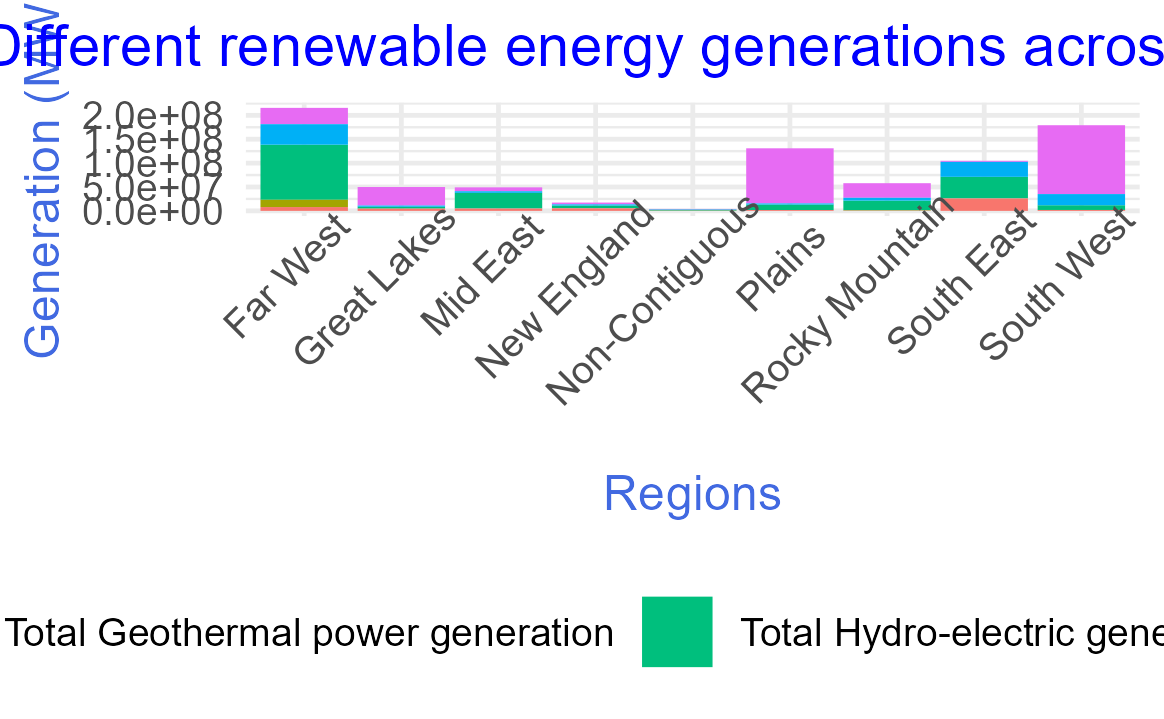 Different renewable energy generations acros
Generation (MW
2.0e+08
1.5e+08
1.0e+08
5.0e+07
0.0e+00
Far West
Great Lakes
Mid East
New England
Non-Contiguous
Plains
Rocky Mountain
South East
South West
Regions
Total Geothermal power generation
Total Hydro-electric gene